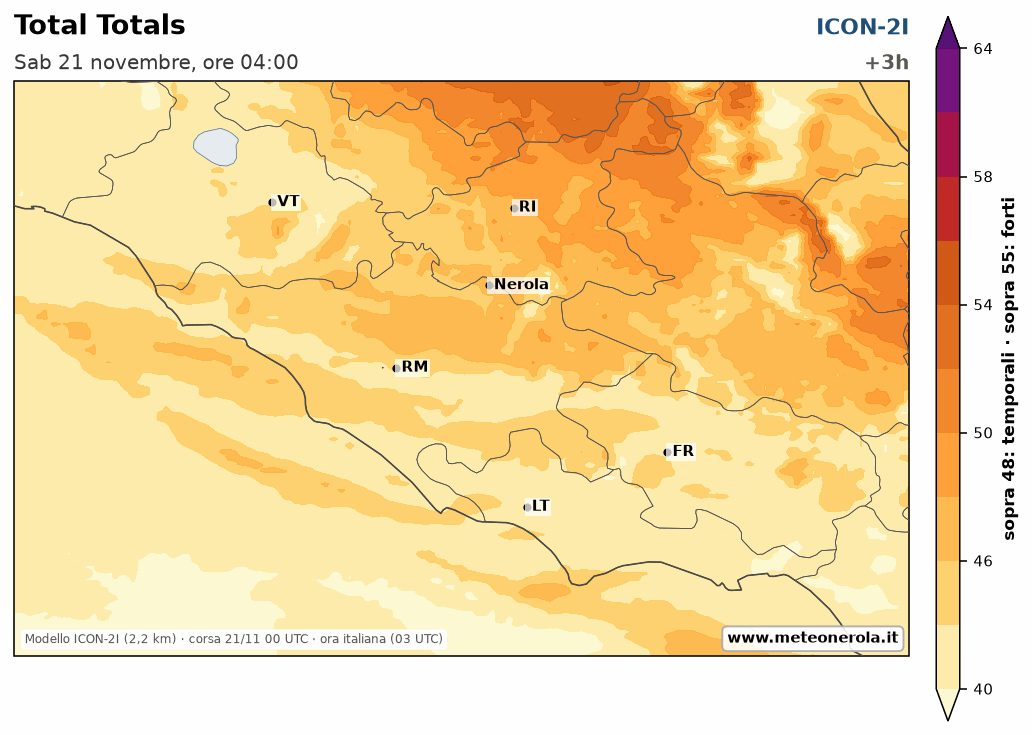 Total Totals
ICON-2I
Sab 21 novembre, ore 04:00
+3h
64
58
54
50
46
40
sopra 48: temporali · sopra 55: forti
VT
RI
Nerola
RM
FR
LT
Modello ICON-2I (2,2 km) · corsa 21/11 00 UTC · ora italiana (03 UTC)
www.meteonerola.it